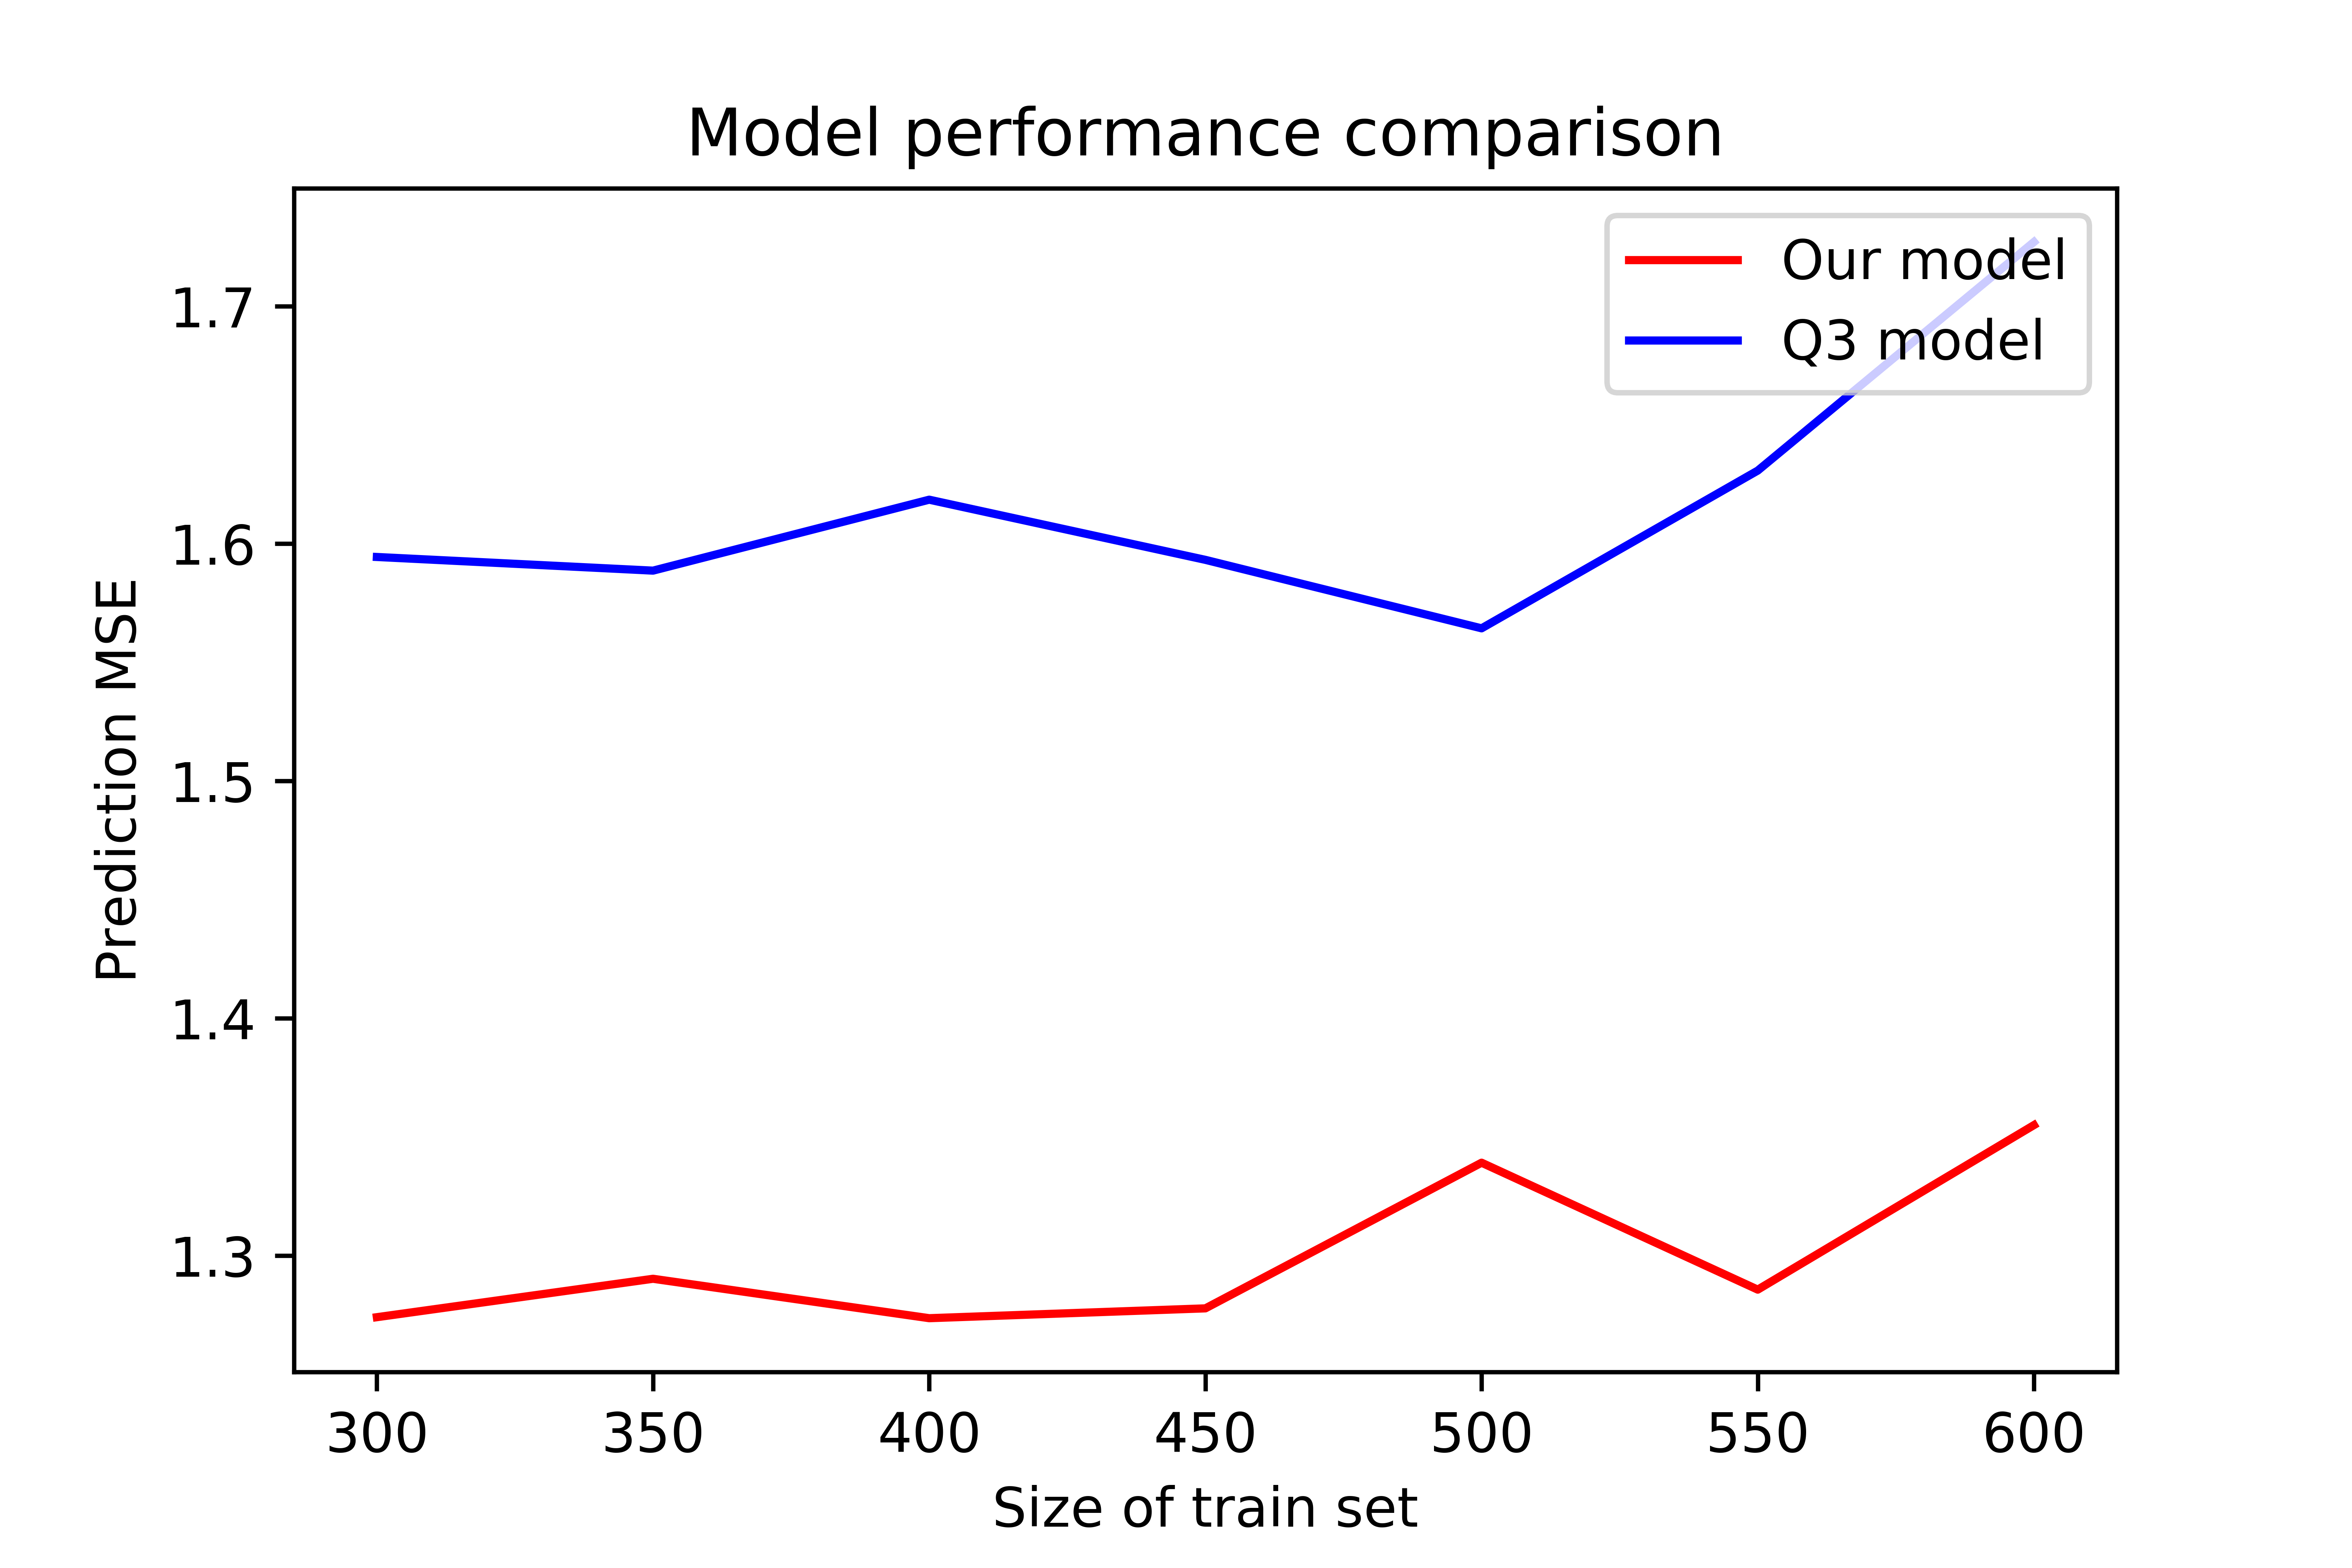 Model performance comparison
Our model
Q3 model
Prediction MSE
1.7
1.6
1.5
1.4
1.3
300 350 400 450 500 550 600
Size of train set